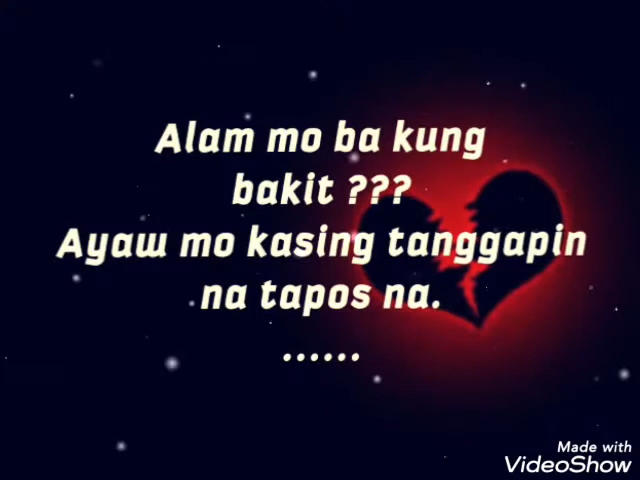 Alam mo ba kung
bakit ???
Ayaw mo kasing tanggapin
na tapos na.
......
Made with
VideoShow